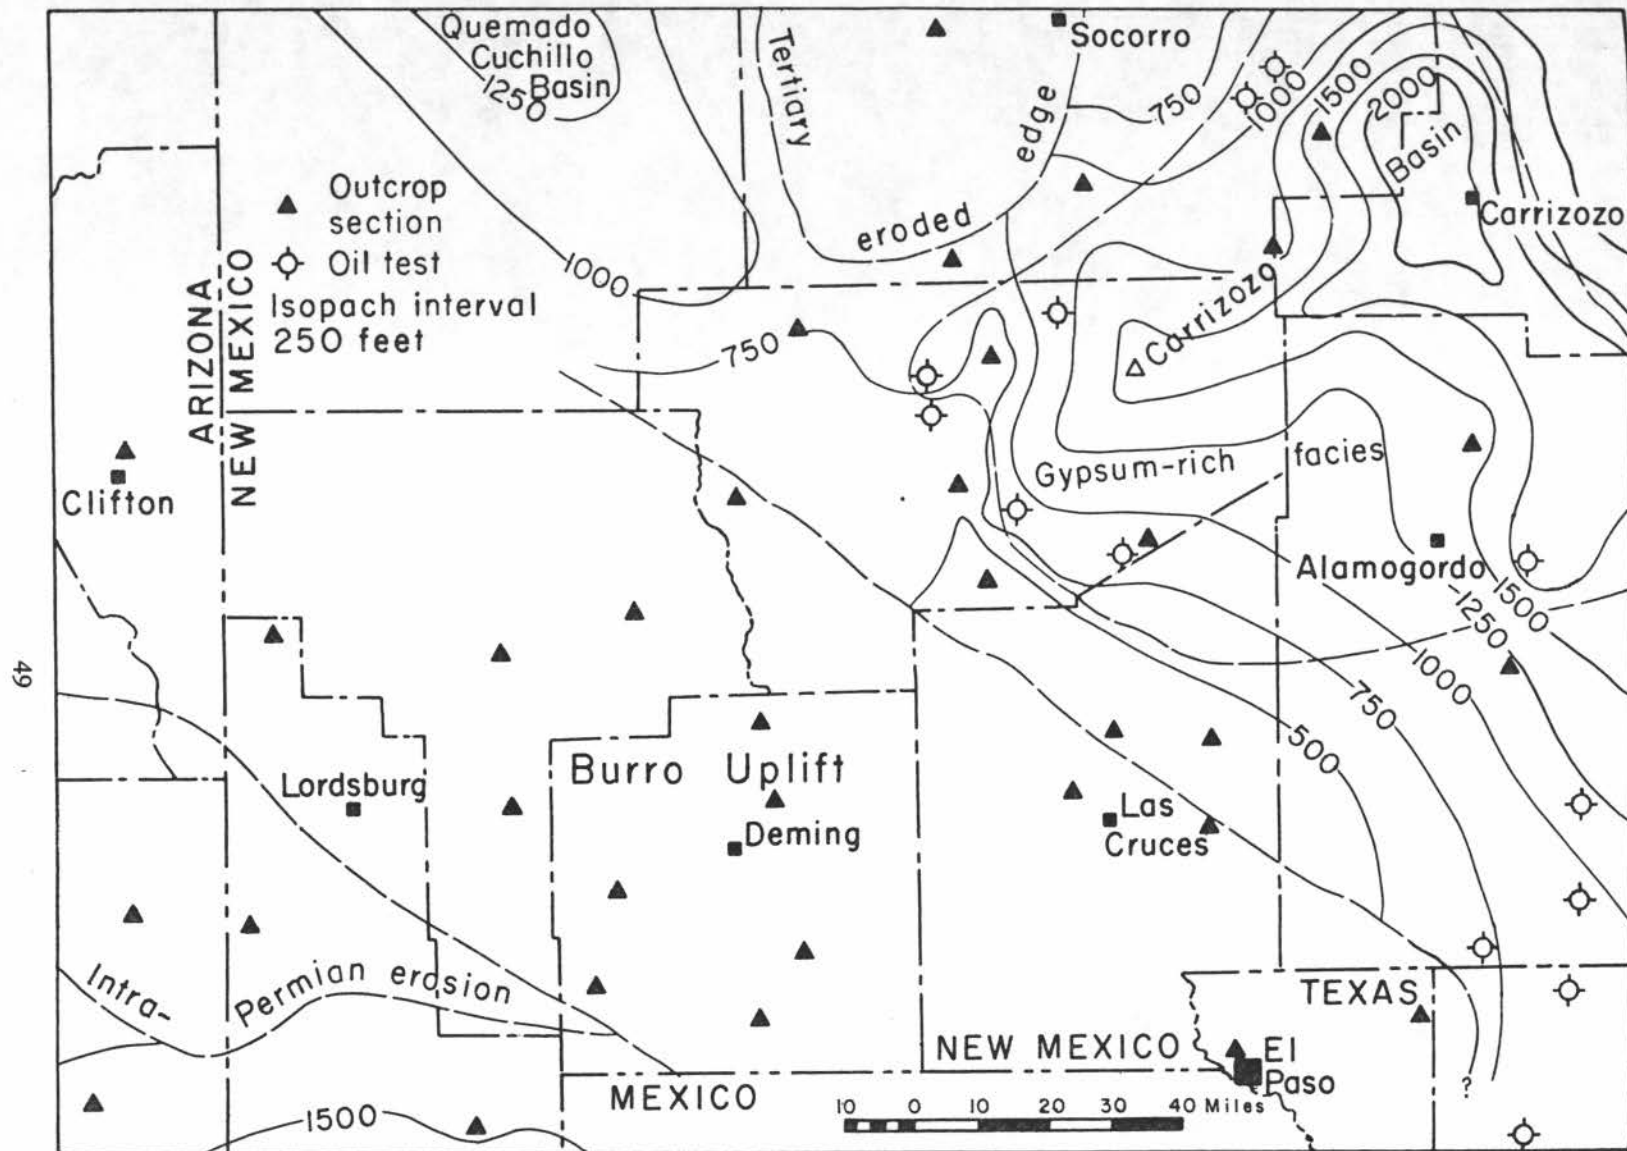 Quemado
Cuchillo
Basin
1250
Tertiary
eroded
edge
Socorro
750
1000
1500
2000
Basin
Carrizozo
Outcrop
section
Oil test
Isopach interval
250 feet
ARIZONA
NEW MEXICO
1000
750
Carrizozo
Clifton
Gypsum-rich facies
Alamogordo
1500
1250
1000
750
500
49
Lordsburg
Burro Uplift
Deming
Las
Cruces
Intra-
Permian erosion
TEXAS
NEW MEXICO
El
Paso
MEXICO
?
10 0 10 20 30 40 Miles
1500